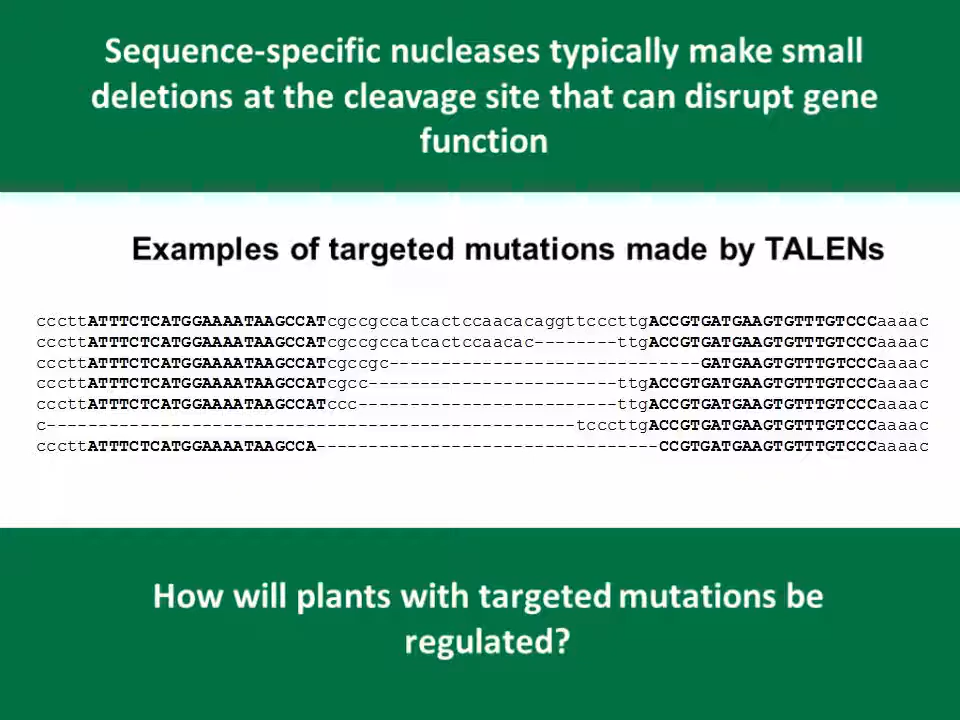 Sequence-specific nucleases typically make small
deletions at the cleavage site that can disrupt gene
function
Examples of targeted mutations made by TALENs
cccttATTTCTCATGGAAAATAAGCCATcgccgccatcactccaacacaggttcccttgACCGTGATGAAGTGTTTGTCCCaaaac
cccttATTTCTCATGGAAAATAAGCCATcgccgccatcactccaacac--------ttgACCGTGATGAAGTGTTTGTCCCaaaac
cccttATTTCTCATGGAAAATAAGCCATcgccgc------------------------------GATGAAGTGTTTGTCCCaaaac
cccttATTTCTCATGGAAAATAAGCCATcgcc------------------------ttgACCGTGATGAAGTGTTTGTCCCaaaac
cccttATTTCTCATGGAAAATAAGCCATccc-------------------------ttgACCGTGATGAAGTGTTTGTCCCaaaac
c---------------------------------------------------tcccttgACCGTGATGAAGTGTTTGTCCCaaaac
cccttATTTCTCATGGAAAATAAGCCA---------------------------------CCGTGATGAAGTGTTTGTCCCaaaac
How will plants with targeted mutations be
regulated?